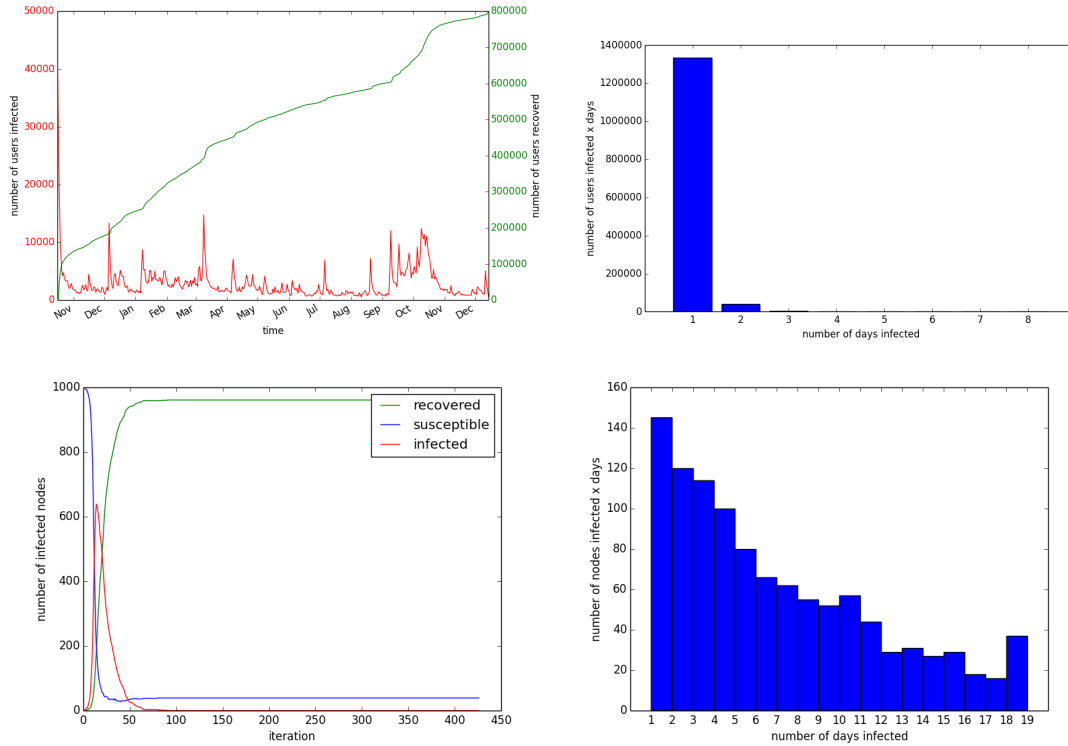 50000
40000
30000
20000
10000
0
number of users infected
800000
700000
600000
500000
400000
300000
200000
100000
0
number of users recoverd
Nov Dec Jan Feb Mar Apr May Jun Jul Aug Sep Oct Nov Dec
time
1400000
1200000
1000000
800000
600000
400000
200000
0
number of users infected x days
1 2 3 4 5 6 7 8
number of days infected
1000
800
600
400
200
0
number of infected nodes
recovered
susceptible
infected
0 50 100 150 200 250 300 350 400 450
iteration
160
140
120
100
80
60
40
20
0
number of nodes infected x days
1 2 3 4 5 6 7 8 9 10 11 12 13 14 15 16 17 18 19
number of days infected